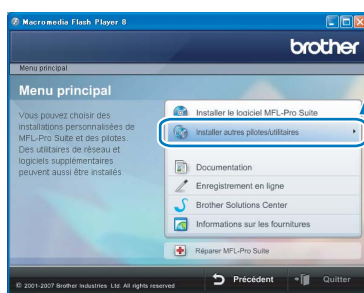 Macromedia Flash Player 8
brother
Menu principal
Menu principal
Vous pouvez choisir des
installations personnalisées de
MFL-Pro Suite et des pilotes.
Des utilitaires de réseau et
logiciels supplémentaires
peuvent aussi être installés.
Installer le logiciel MFL-Pro Suite
Installer autres pilotes/utilitaires
Documentation
Enregistrement en ligne
Brother Solutions Center
Informations sur les fournitures
Réparer MFL-Pro Suite
© 2001-2007 Brother Industries Ltd. All rights reserved
Précédent
Quitter